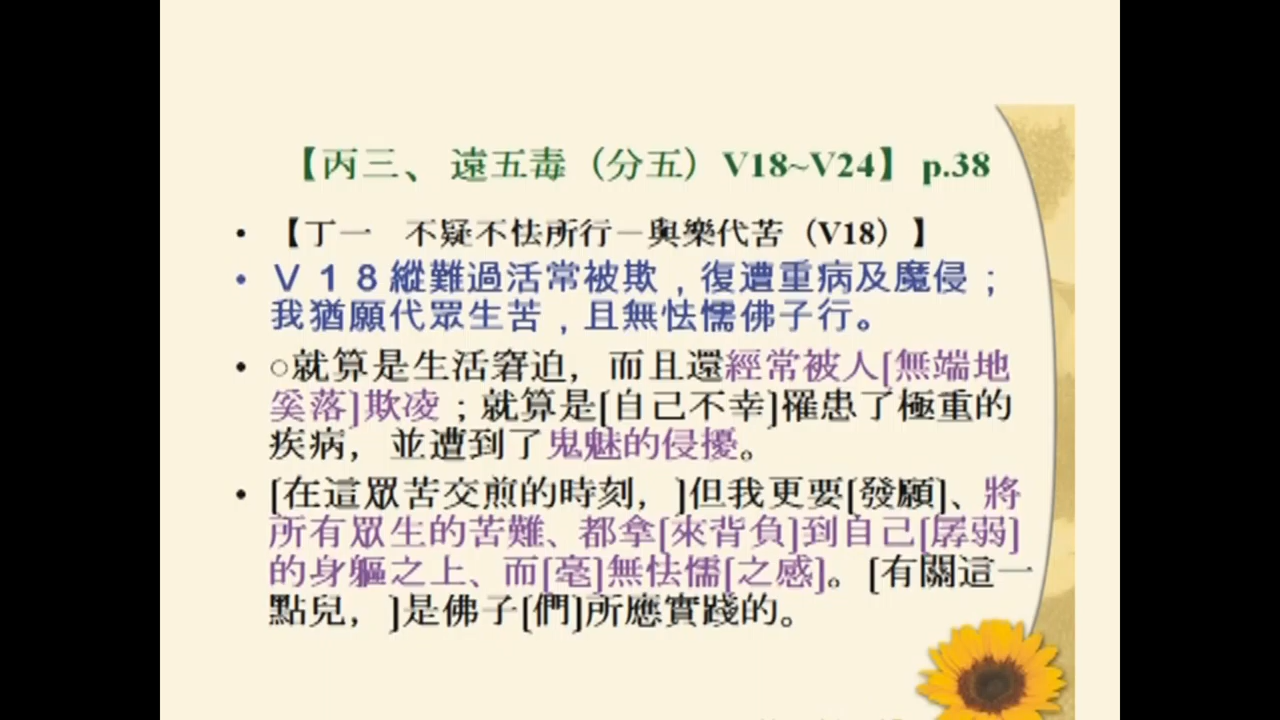 【丙三、 遠五毒（分五）V18~V24】 p.38
• 【丁一　不疑不怯所行－與樂代苦（V18）】
• Ｖ１８縱難過活常被欺，復遭重病及魔侵；
我猶願代眾生苦，且無怯懦佛子行。
• ○就算是生活窘迫，而且還經常被人[無端地
奚落]欺凌；就算是[自己不幸]罹患了極重的
疾病，並遭到了鬼魅的侵擾。
• [在這眾苦交煎的時刻，]但我更要[發願]、將
所有眾生的苦難、都拿[來背負]到自己[孱弱]
的身軀之上、而[毫]無怯懦[之感]。[有關這一
點兒，]是佛子[們]所應實踐的。